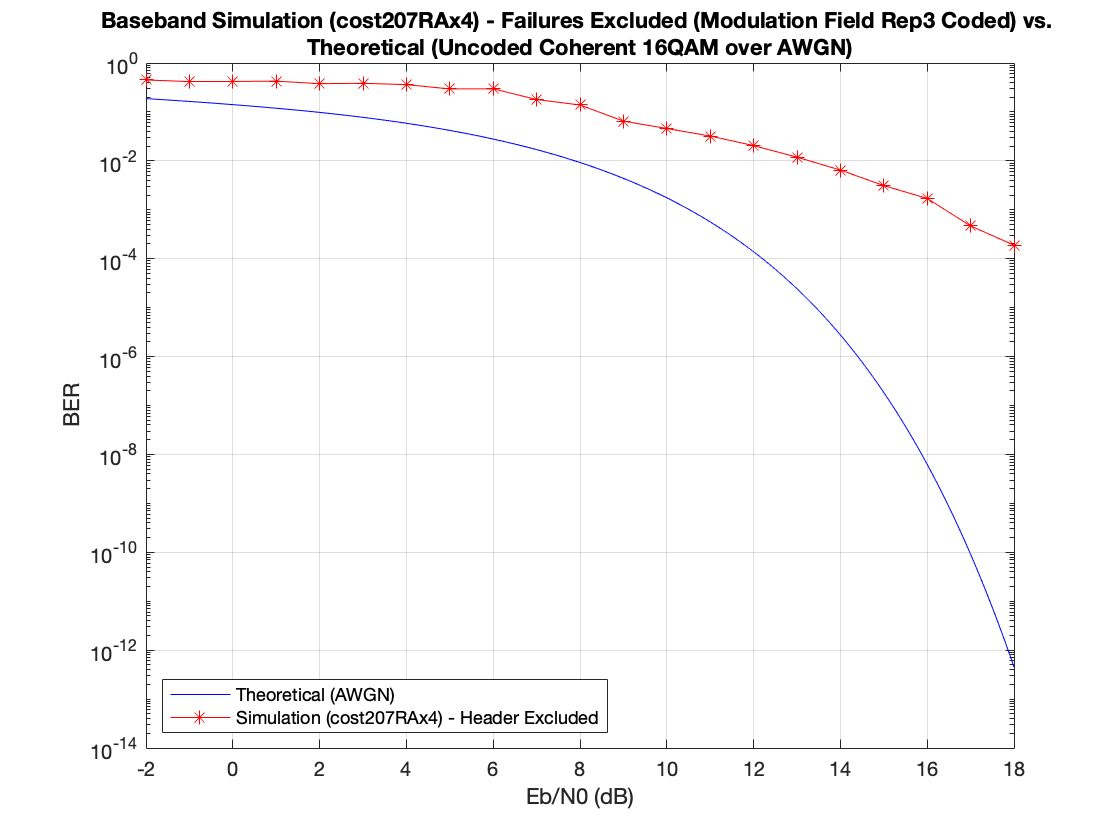 Baseband Simulation (cost207RAx4) - Failures Excluded (Modulation Field Rep3 Coded) vs.
Theoretical (Uncoded Coherent 16QAM over AWGN)
10^0
10^-2
10^-4
10^-6
10^-8
10^-10
10^-12
10^-14
BER
Theoretical (AWGN)
Simulation (cost207RAx4) - Header Excluded
-2 0 2 4 6 8 10 12 14 16 18
Eb/N0 (dB)